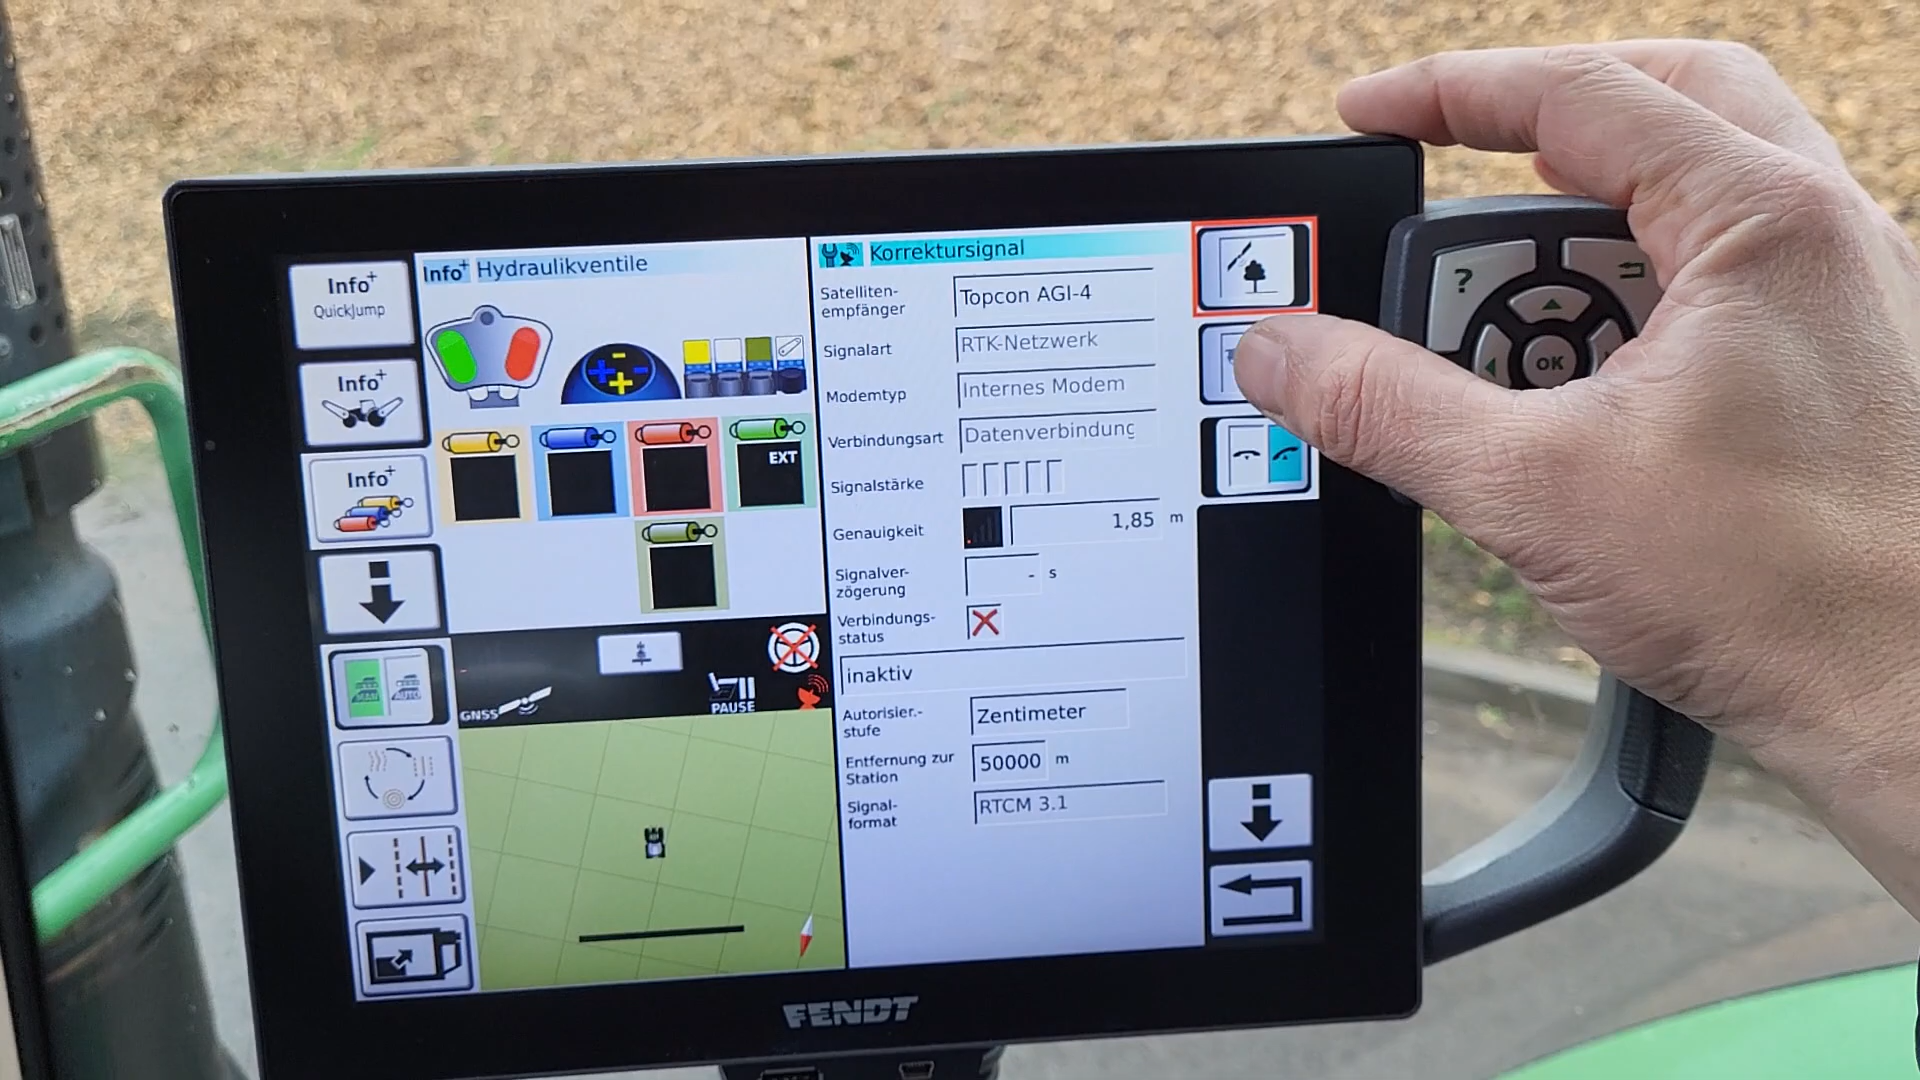 Info+
QuickJump
Info+
Info+
MAN
AUTO
Info+ Hydraulikventile
EXT
GNSS
PAUSE
Korrektursignal
Satelliten-
empfänger
Topcon AGI-4
Signalart
RTK-Netzwerk
Modemtyp
Internes Modem
Verbindungsart
Datenverbindung
Signalstärke
Genauigkeit
1,85 m
Signalver-
zögerung
- s
Verbindungs-
status
inaktiv
Autorisier.-
stufe
Zentimeter
Entfernung zur
Station
50000 m
Signal-
format
RTCM 3.1
?
OK
FENDT